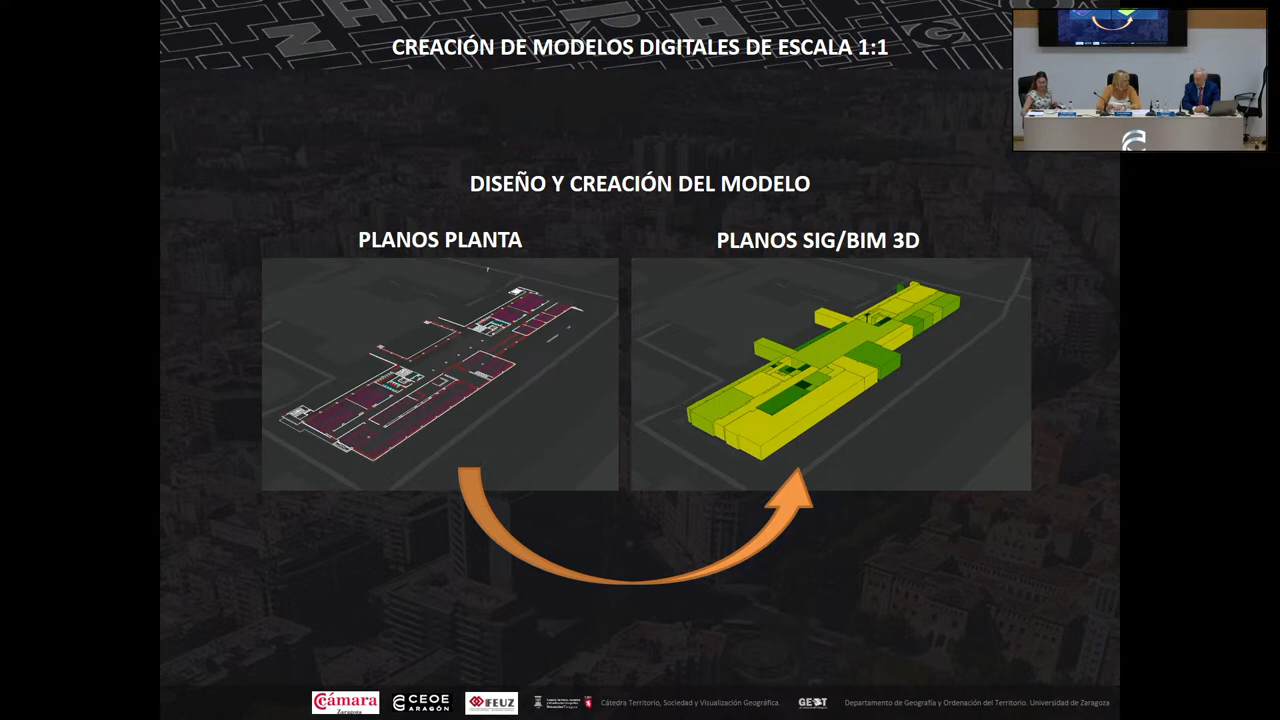 CREACIÓN DE MODELOS DIGITALES DE ESCALA 1:1
DISEÑO Y CREACIÓN DEL MODELO
PLANOS PLANTA
PLANOS SIG/BIM 3D
Cámara
Zaragoza
CEOE
ARAGÓN
FEUZ
Cátedra Territorio, Sociedad y Visualización Geográfica.
GEOT
Departamento de Geografía y Ordenación del Territorio. Universidad de Zaragoza